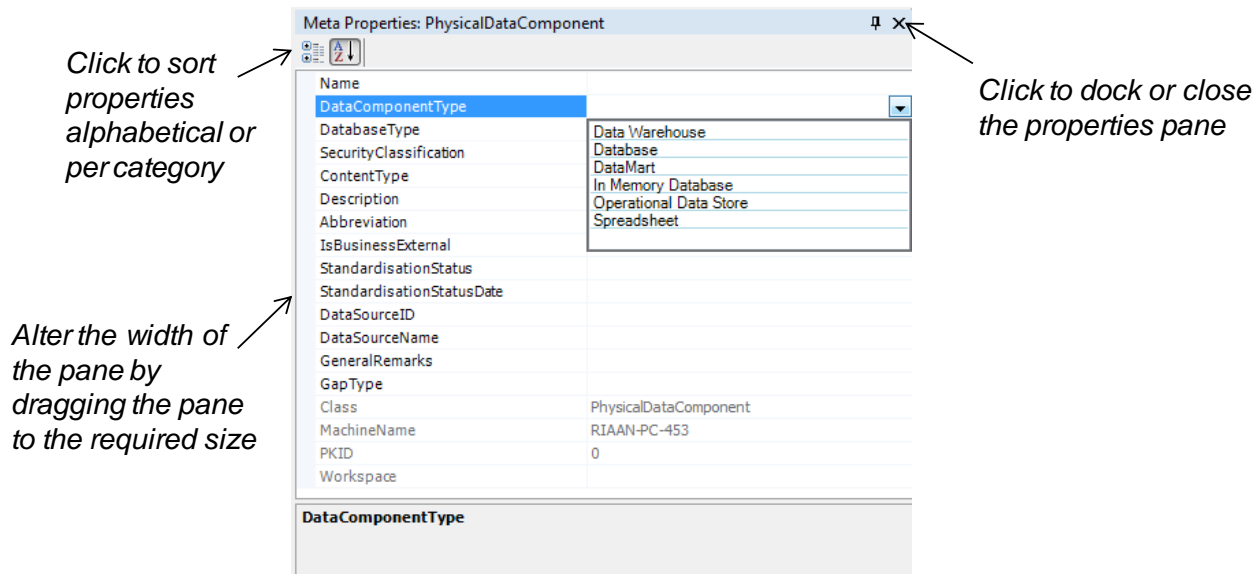 Meta Properties: PhysicalDataComponent
Click to sort
properties
alphabetical or
per category
Click to dock or close
the properties pane
Name
DataComponentType
DatabaseType
SecurityClassification
ContentType
Description
Abbreviation
IsBusinessExternal
Data Warehouse
Database
DataMart
In Memory Database
Operational Data Store
Spreadsheet
StandardisationStatus
StandardisationStatusDate
DataSourceID
DataSourceName
GeneralRemarks
GapType
Class PhysicalDataComponent
MachineName RIAAN-PC-453
PKID 0
Workspace
Alter the width of
the pane by
dragging the pane
to the required size
DataComponentType